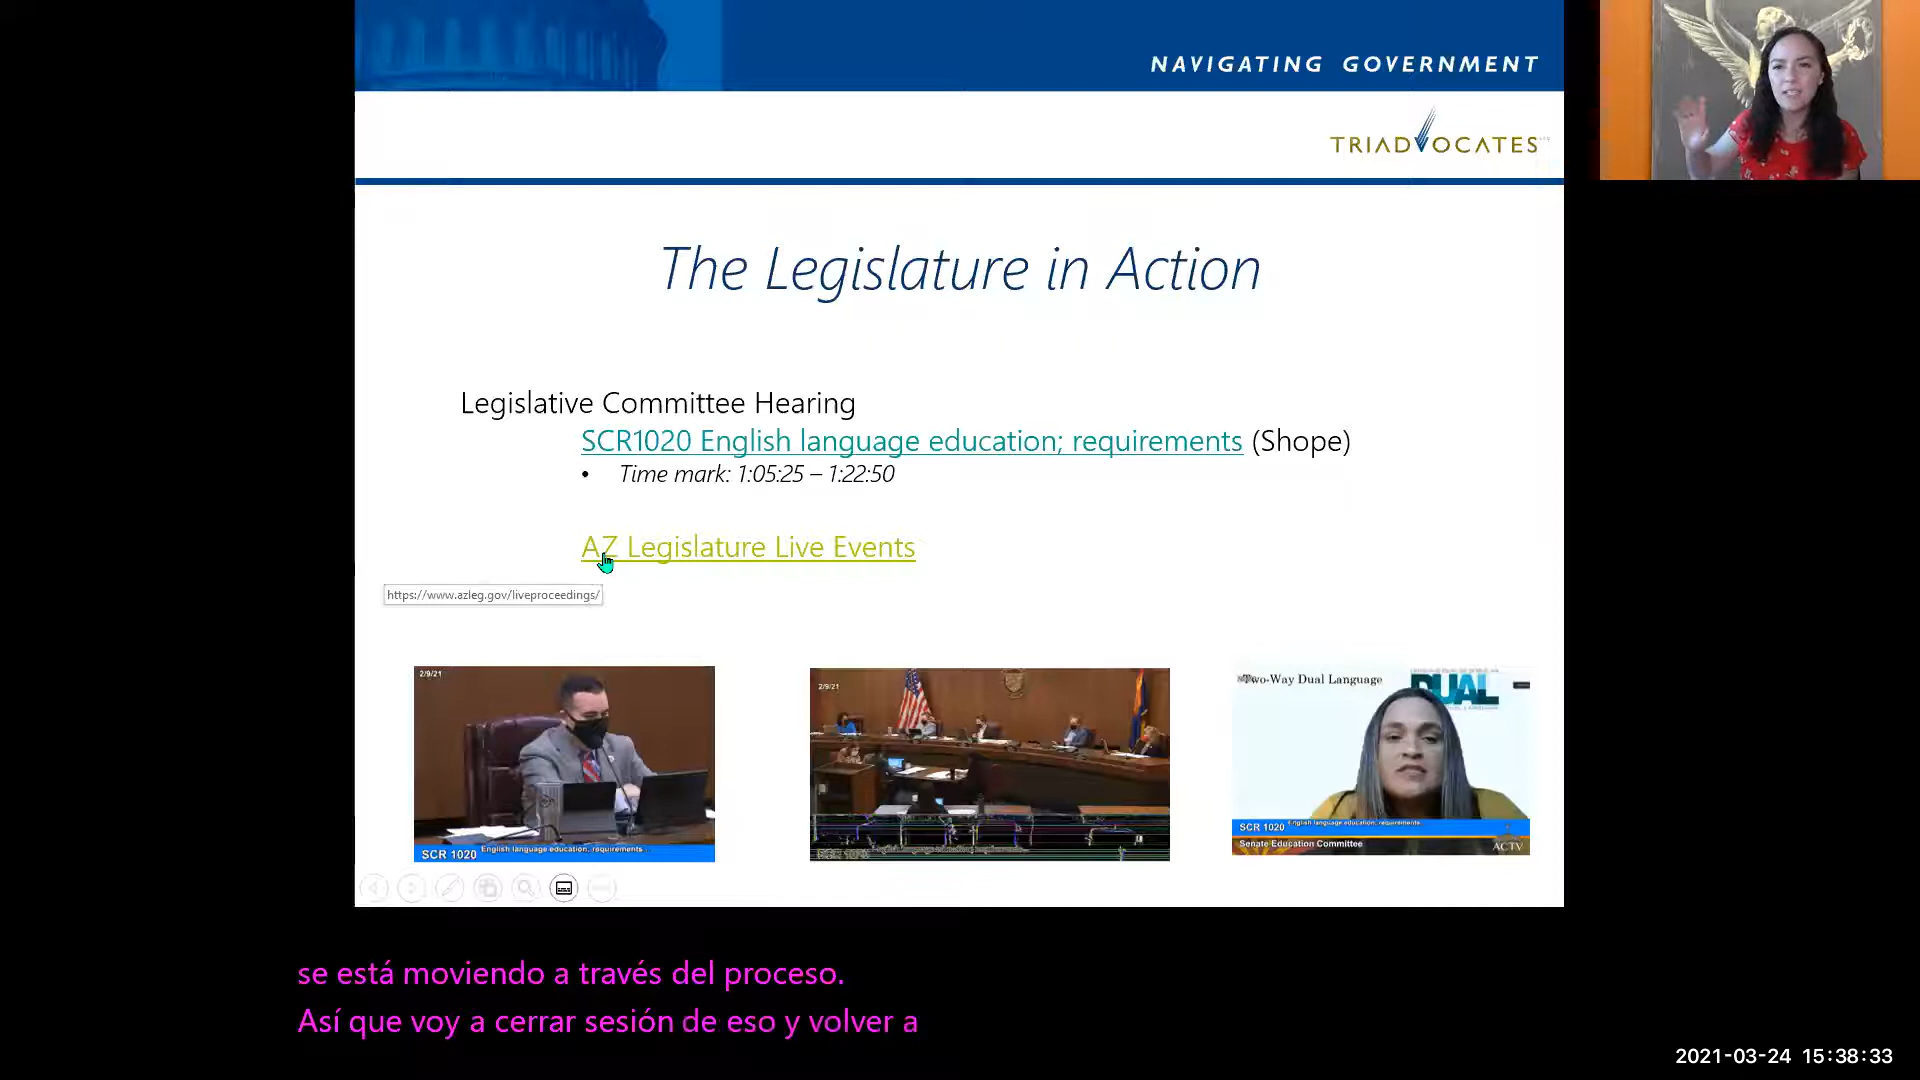 NAVIGATING GOVERNMENT
TRIADVOCATES
The Legislature in Action
Legislative Committee Hearing
SCR1020 English language education; requirements (Shope)
• Time mark: 1:05:25 – 1:22:50
AZ Legislature Live Events
https://www.azleg.gov/liveproceedings/
2/9/21
SCR 1020 English language education; requirements
2/9/21
Two-Way Dual Language
DUAL
SCR 1020 English language education; requirements
Senate Education Committee
ACTV
se está moviendo a través del proceso.
Así que voy a cerrar sesión de eso y volver a
2021-03-24 15:38:33